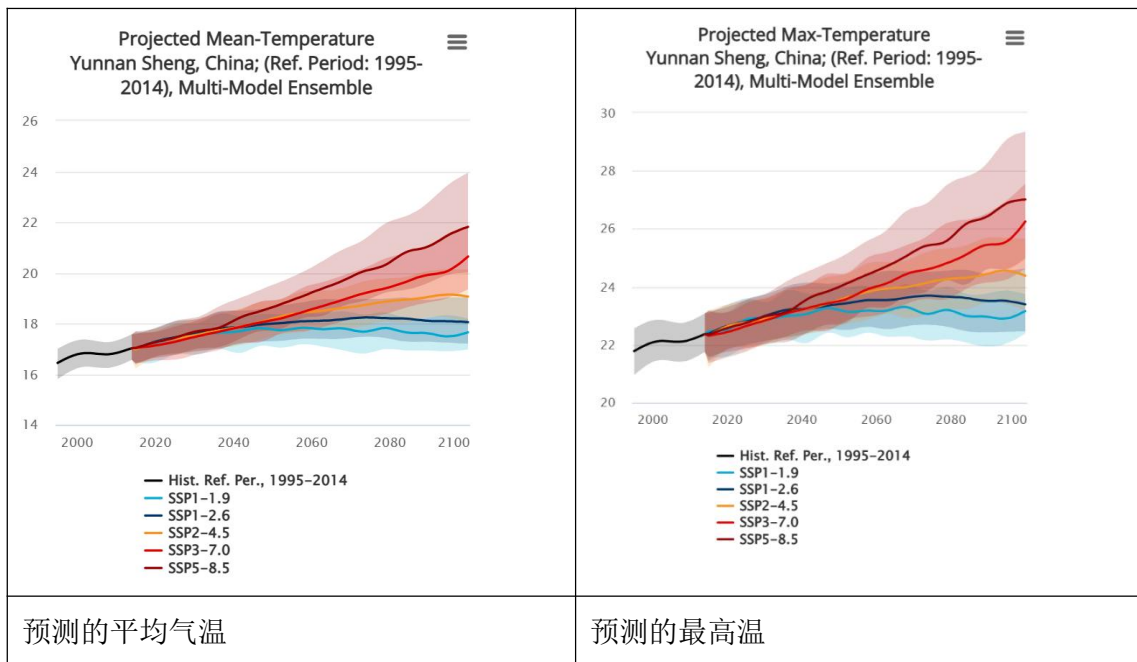 Projected Mean-Temperature
Yunnan Sheng, China; (Ref. Period: 1995-
2014), Multi-Model Ensemble
26
24
22
20
18
16
14
2000
2020
2040
2060
2080
2100
Hist. Ref. Per., 1995–2014
SSP1–1.9
SSP1–2.6
SSP2–4.5
SSP3–7.0
SSP5–8.5
预测的平均气温
Projected Max-Temperature
Yunnan Sheng, China; (Ref. Period: 1995-
2014), Multi-Model Ensemble
30
28
26
24
22
20
2000
2020
2040
2060
2080
2100
Hist. Ref. Per., 1995–2014
SSP1–1.9
SSP1–2.6
SSP2–4.5
SSP3–7.0
SSP5–8.5
预测的最高温